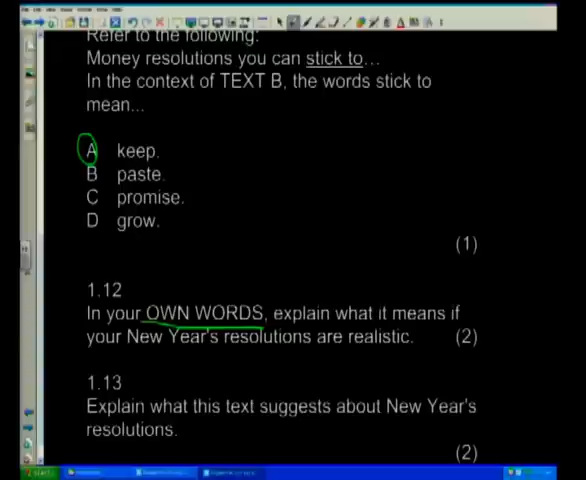 Refer to the following:
Money resolutions you can stick to…
In the context of TEXT B, the words stick to
mean...
A keep.
B paste.
C promise.
D grow.
(1)
1.12
In your OWN WORDS, explain what it means if
your New Year's resolutions are realistic. (2)
1.13
Explain what this text suggests about New Year's
resolutions.
(2)